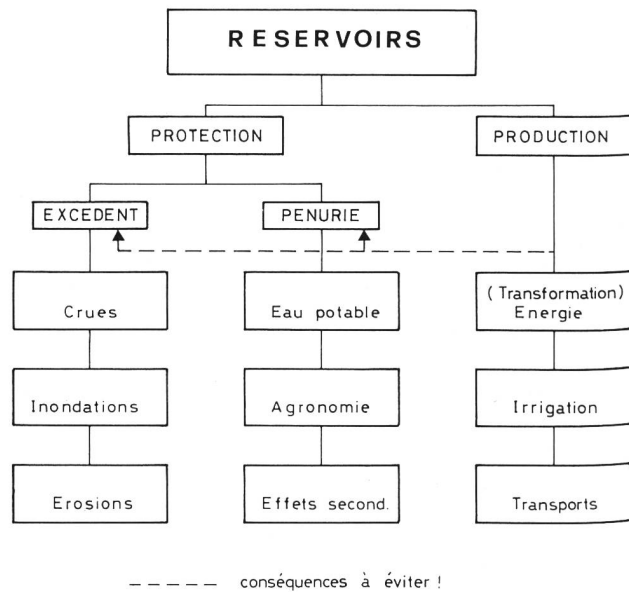 RESERVOIRS
PROTECTION
PRODUCTION
EXCEDENT
PENURIE
Crues
Eau potable
(Transformation)
Energie
Inondations
Agronomie
Irrigation
Erosions
Effets second.
Transports
conséquences à éviter !